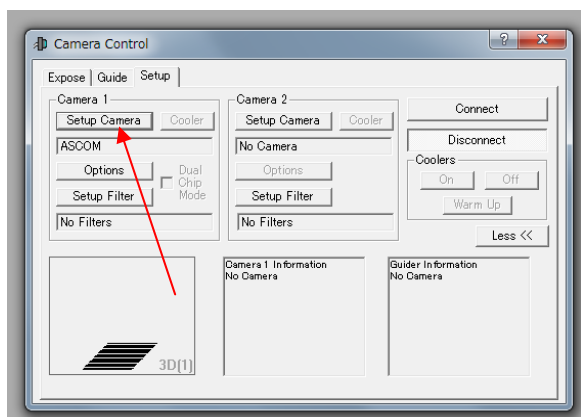 Camera Control
Expose Guide Setup
Camera 1
Setup Camera Cooler
ASCOM
Options
Dual Chip Mode
Setup Filter
No Filters
Camera 2
Setup Camera Cooler
No Camera
Options
Setup Filter
No Filters
Connect
Disconnect
Coolers
On Off
Warm Up
Less <<
3D(1)
Camera 1 Information
No Camera
Guider Information
No Camera